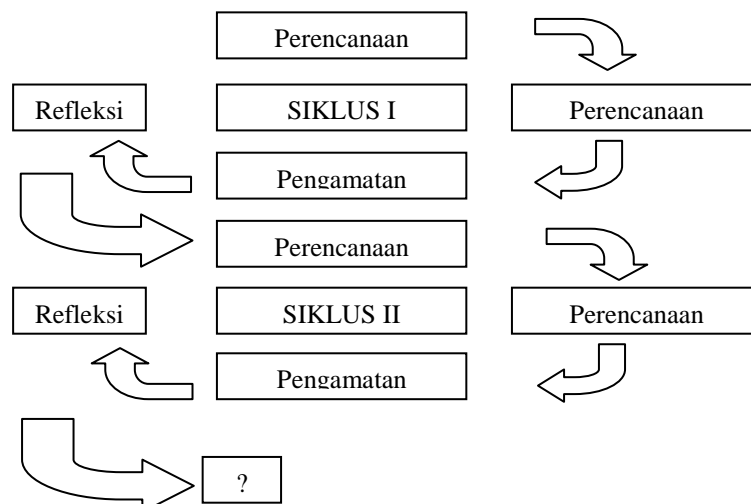 Perencanaan
Refleksi
SIKLUS I
Perencanaan
Pengamatan
Perencanaan
Refleksi
SIKLUS II
Perencanaan
Pengamatan
?